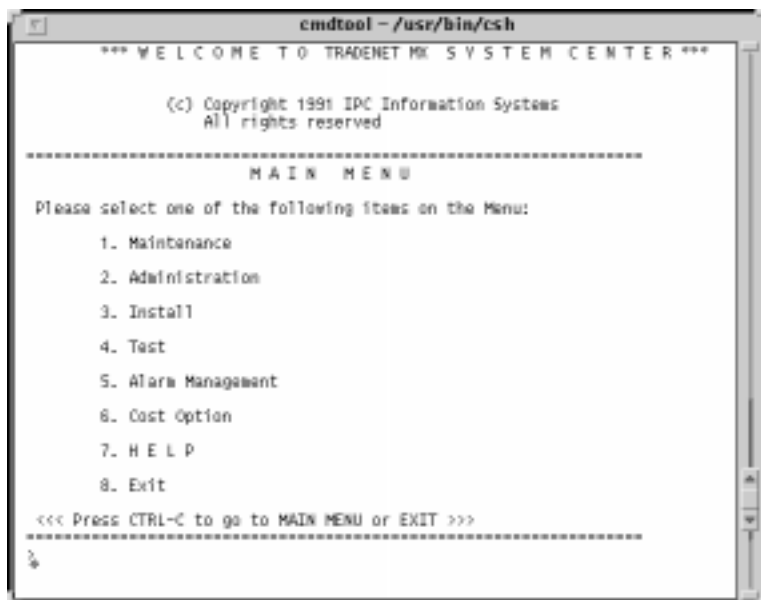 cmdtool - /usr/bin/csh
*** W E L C O M E T O TRADENET MX S Y S T E M C E N T E R ***
(c) Copyright 1991 IPC Information Systems
All rights reserved
M A I N M E N U
Please select one of the following items on the Menu:
1. Maintenance
2. Administration
3. Install
4. Test
5. Alarm Management
6. Cost Option
7. H E L P
8. Exit
<<< Press CTRL-C to go to MAIN MENU or EXIT >>>
>